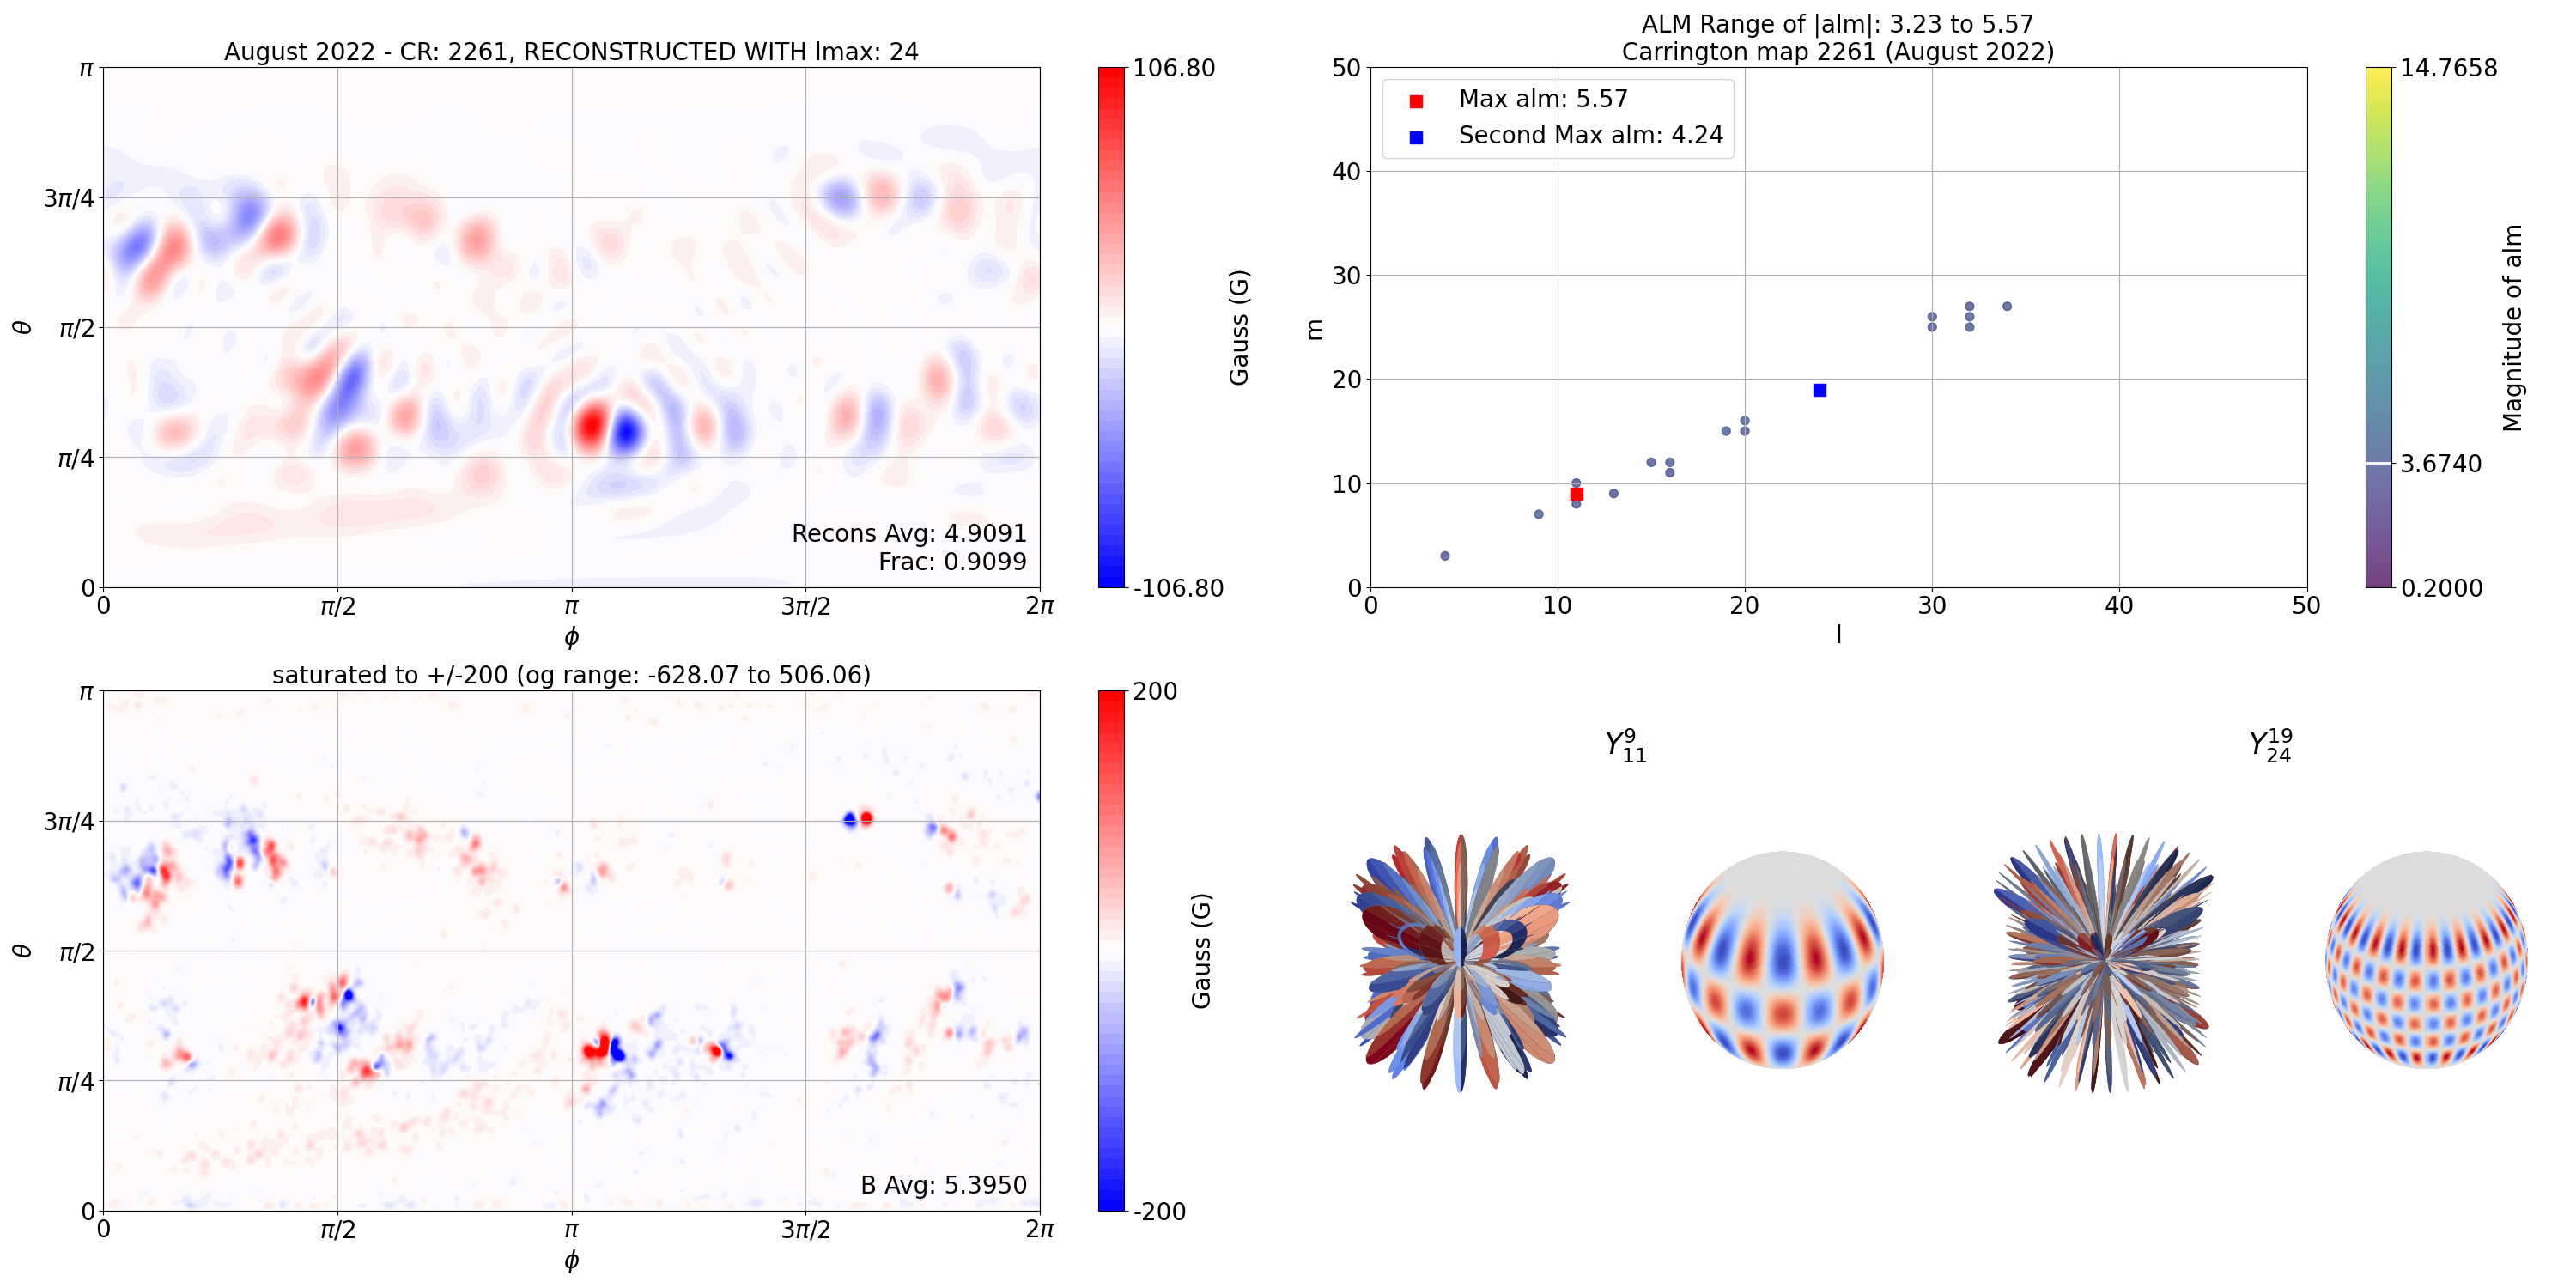 August 2022 - CR: 2261, RECONSTRUCTED WITH lmax: 24
π
3π/4
π/2
π/4
0
θ
0
π/2
π
3π/2
2π
ϕ
Recons Avg: 4.9091
Frac: 0.9099
106.80
-106.80
Gauss (G)
ALM Range of |alm|: 3.23 to 5.57
Carrington map 2261 (August 2022)
Max alm: 5.57
Second Max alm: 4.24
50
40
30
20
10
0
m
0
10
20
30
40
50
l
14.7658
3.6740
0.2000
Magnitude of alm
saturated to +/-200 (og range: -628.07 to 506.06)
π
3π/4
π/2
π/4
0
θ
0
π/2
π
3π/2
2π
ϕ
B Avg: 5.3950
200
-200
Gauss (G)
Y_{11}^{9}
Y_{24}^{19}